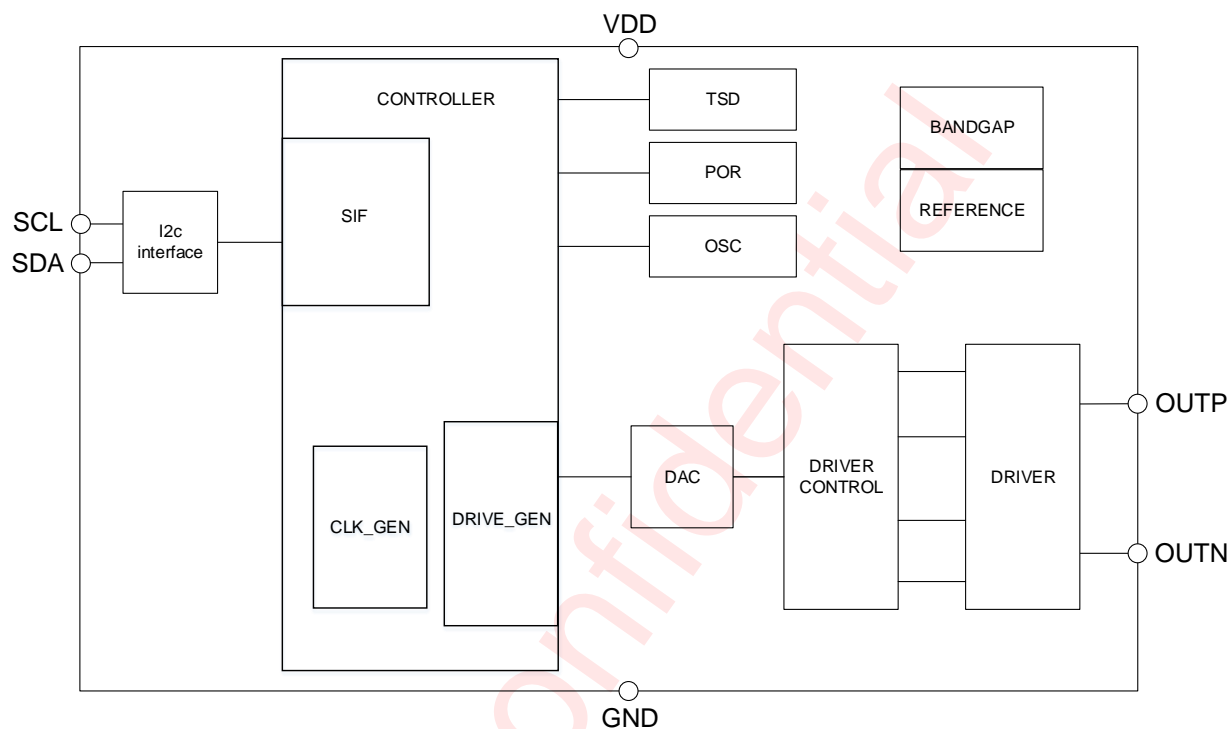 VDD
CONTROLLER
TSD
BANDGAP
POR
REFERENCE
SIF
SCL
I2c
interface
OSC
SDA
OUTP
DAC
DRIVER
CONTROL
DRIVER
CLK_GEN
DRIVE_GEN
OUTN
GND
onfidential